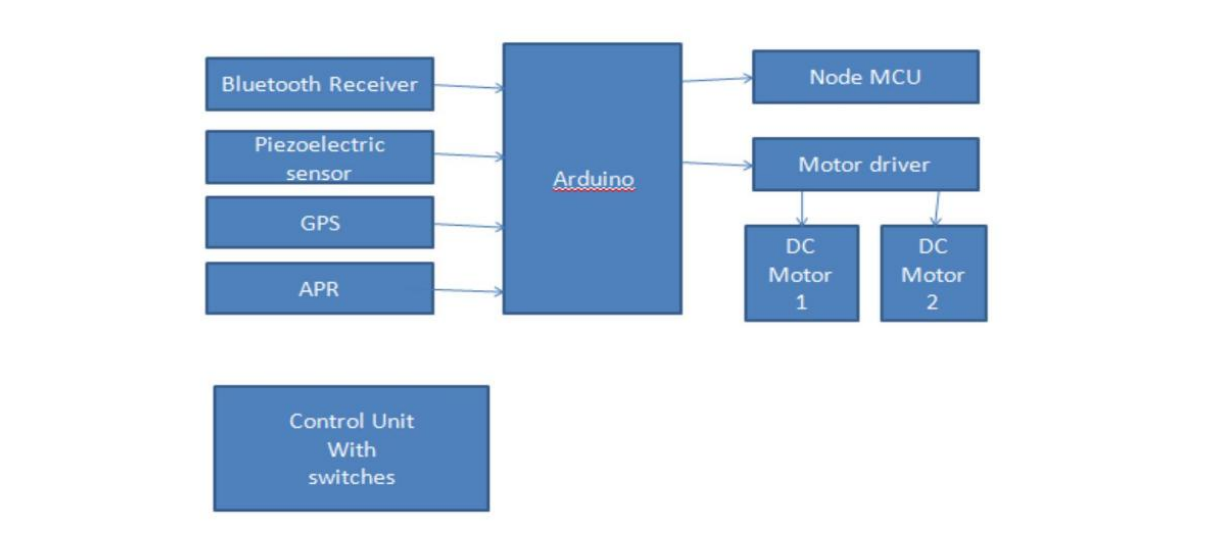 Bluetooth Receiver
Piezoelectric
sensor
GPS
APR
Arduino
Node MCU
Motor driver
DC
Motor
1
DC
Motor
2
Control Unit
With
switches